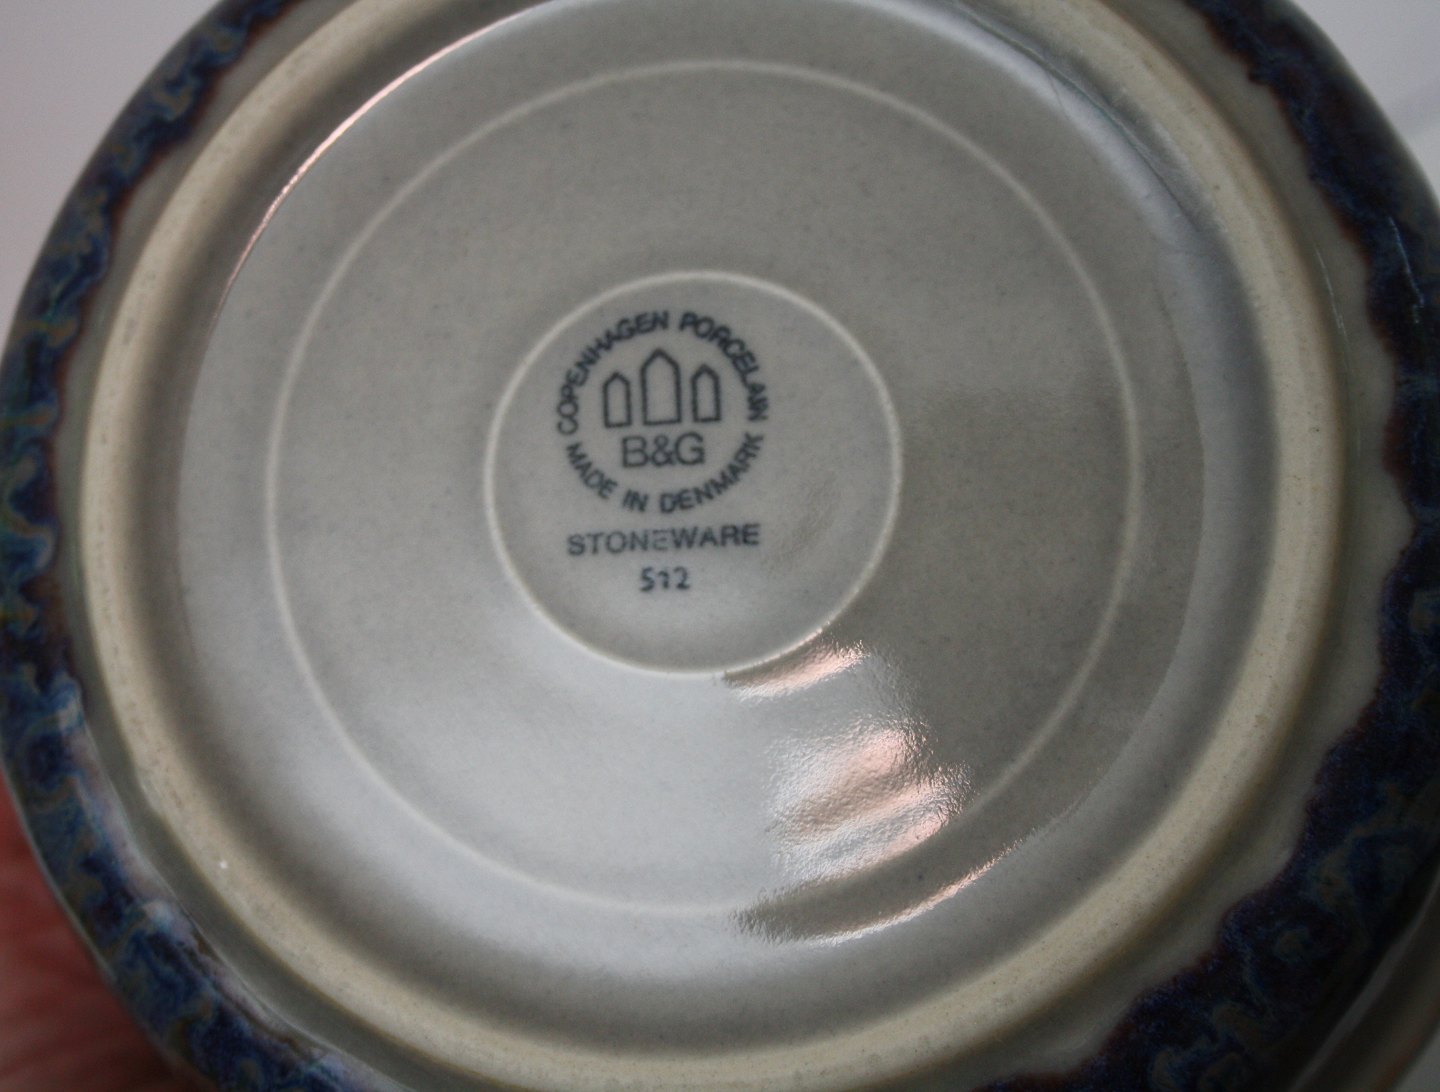 COPENHAGEN PORCELAIN
B&G
MADE IN DENMARK
STONEWARE
512